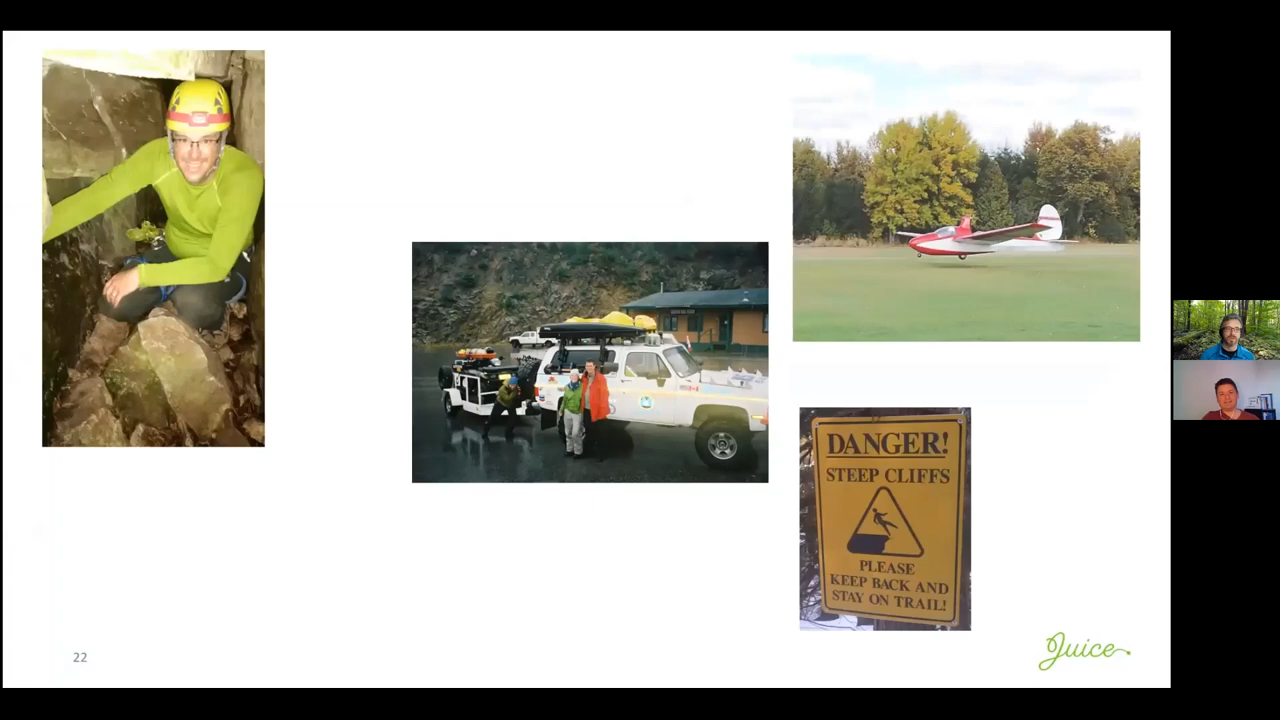 DANGER!
STEEP CLIFFS
PLEASE
KEEP BACK AND
STAY ON TRAIL!
22
Juice